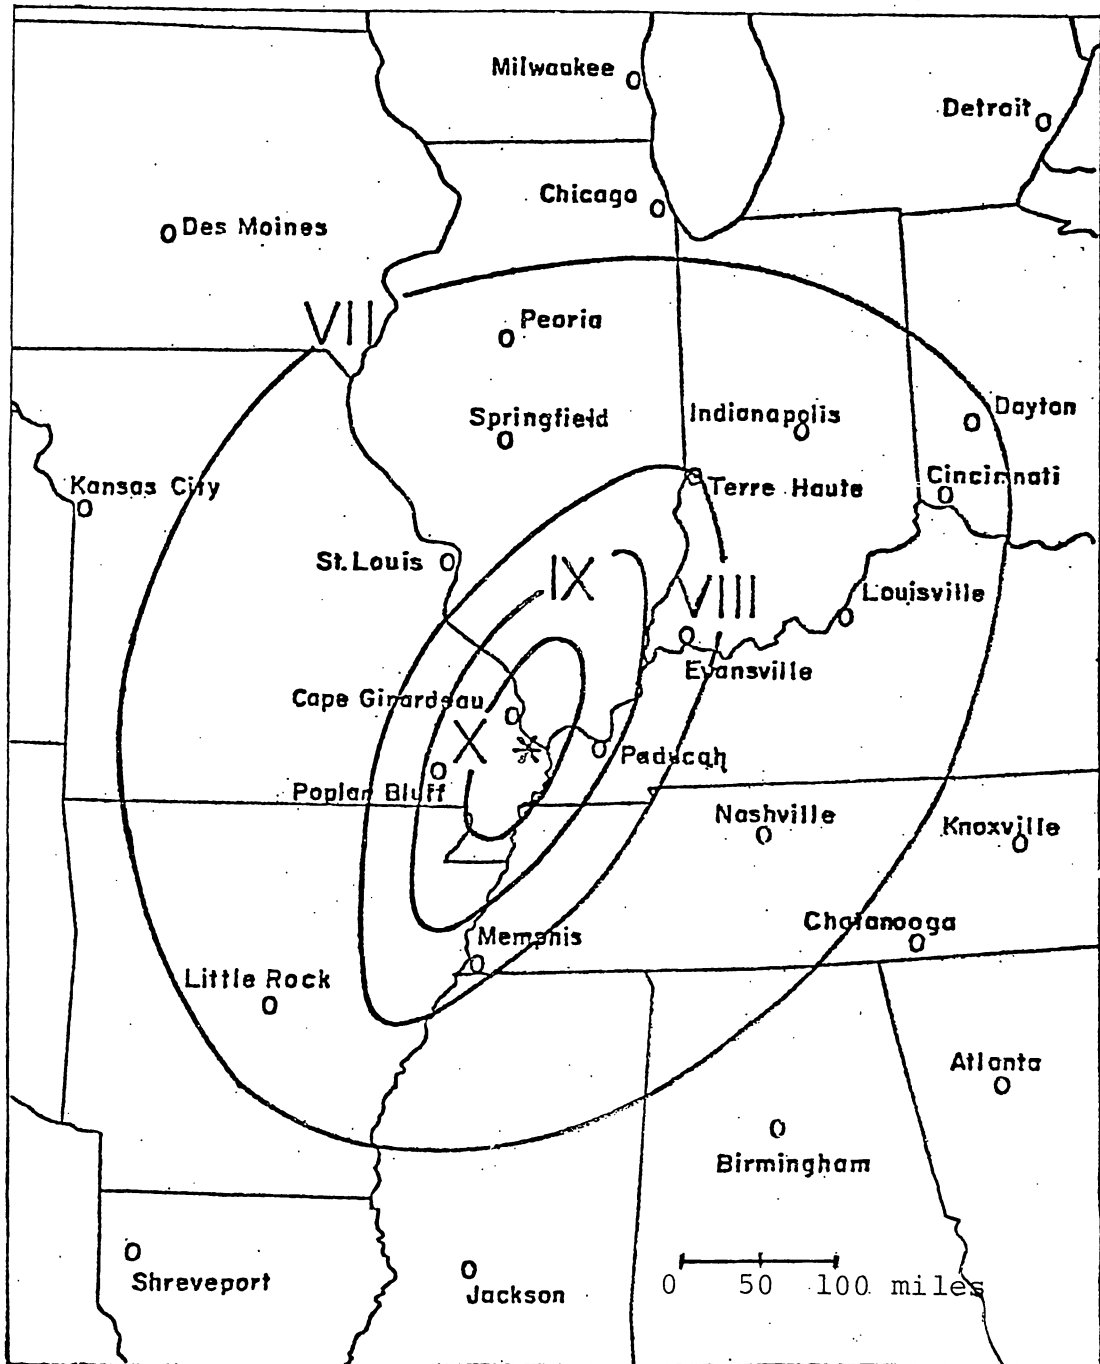 Milwaukee
Detroit
Chicago
Des Moines
VII
Peoria
Springfield
Indianapolis
Dayton
Kansas City
Terre Haute
Cincinnati
St. Louis
IX
VIII
Louisville
Evansville
Cape Girardeau
X
Paducah
Poplar Bluff
Nashville
Knoxville
Chatanooga
Memphis
Little Rock
Atlanta
Birmingham
Shreveport
Jackson
0 50 100 miles